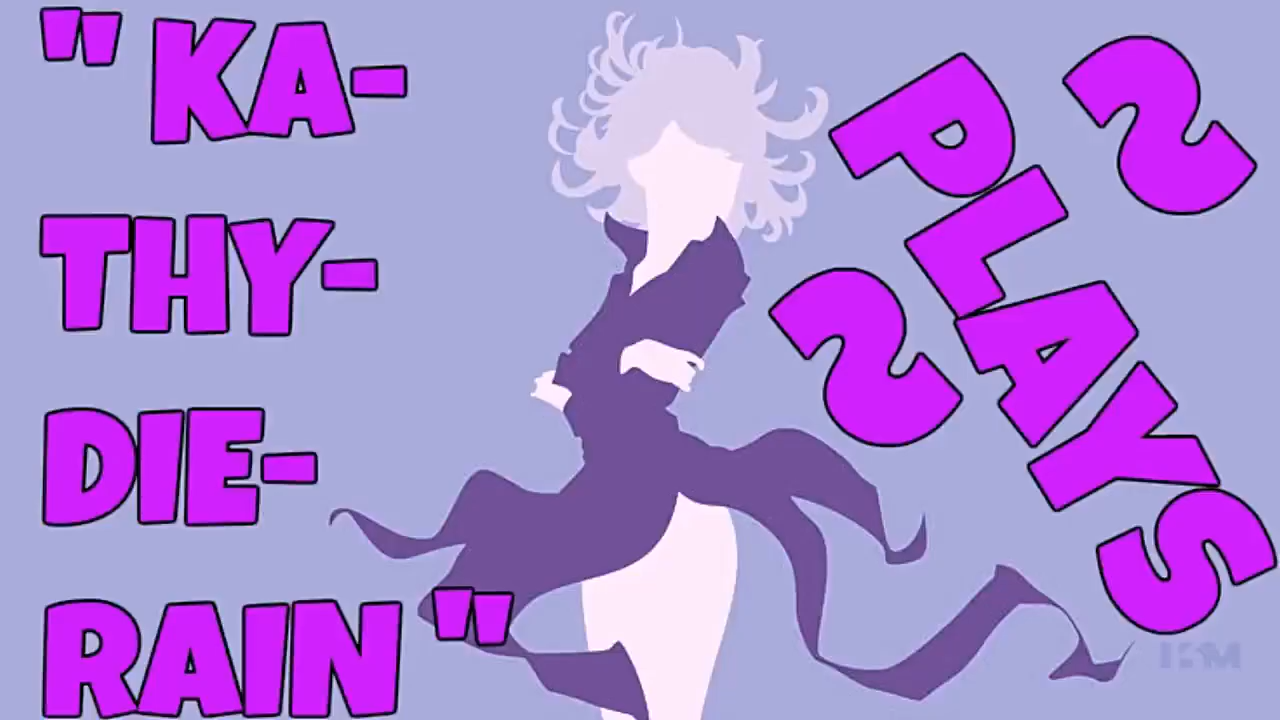 " KA-
THY-
DIE-
RAIN "
S
PLAYS
S